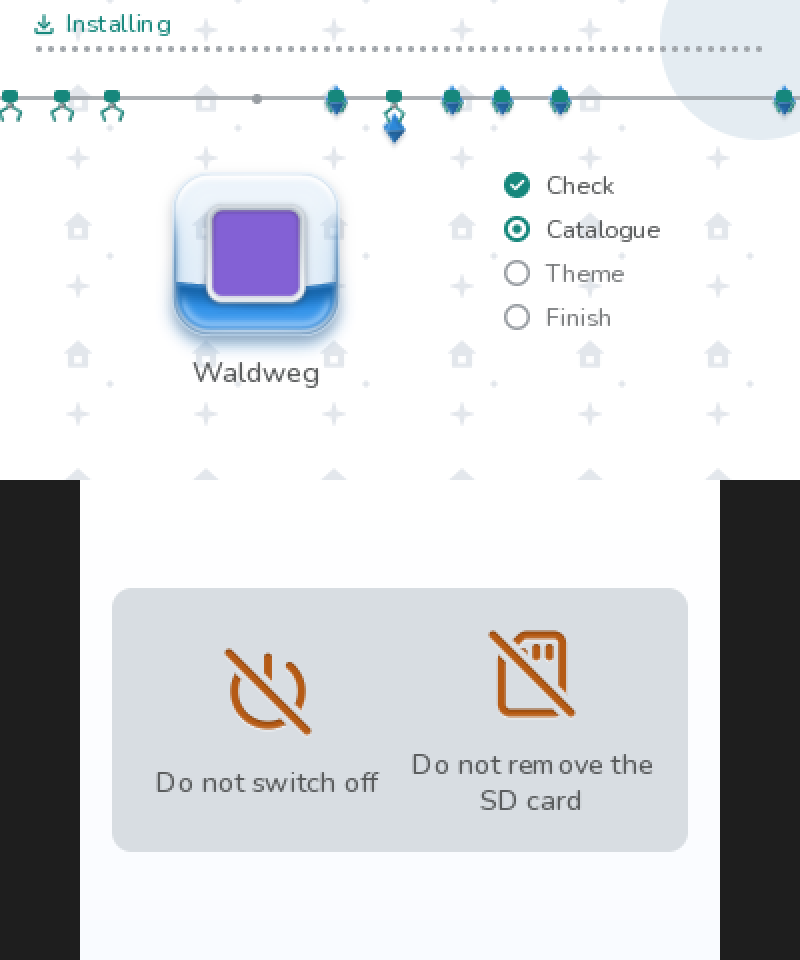 Installing
Check
Catalogue
Theme
Finish
Waldweg
Do not switch off
Do not remove the
SD card